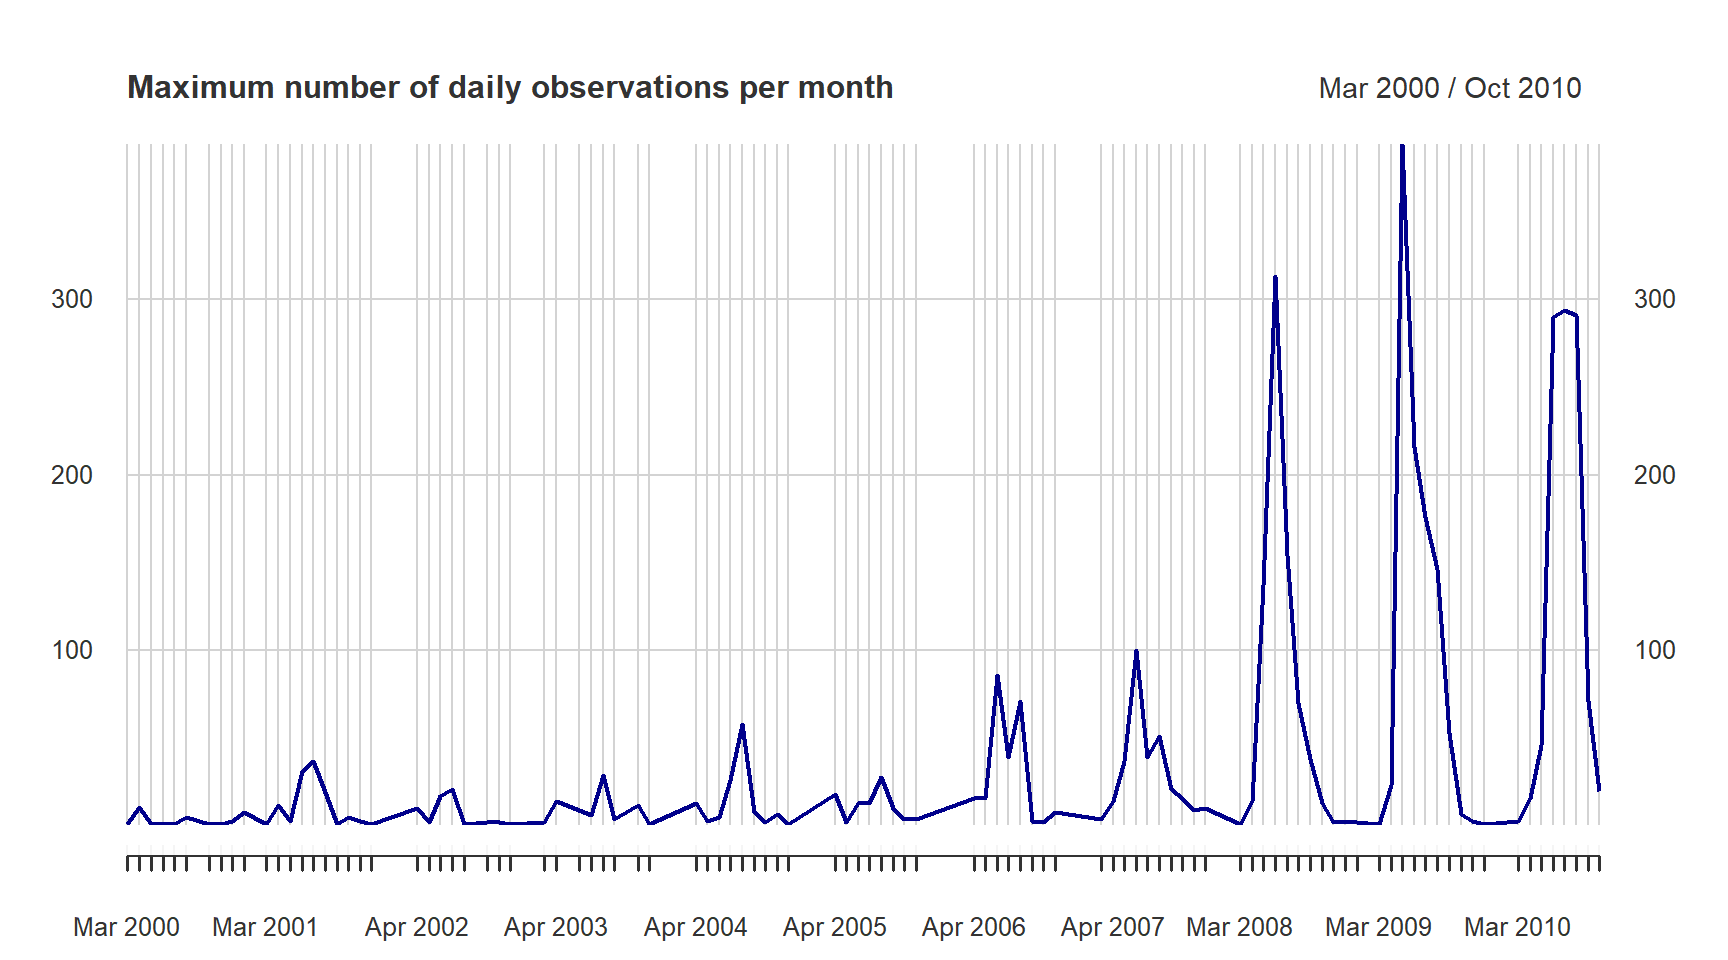 Maximum number of daily observations per month Mar 2000 / Oct 2010
300 300
200 200
100 100
Mar 2000 Mar 2001 Apr 2002 Apr 2003 Apr 2004 Apr 2005 Apr 2006 Apr 2007 Mar 2008 Mar 2009 Mar 2010